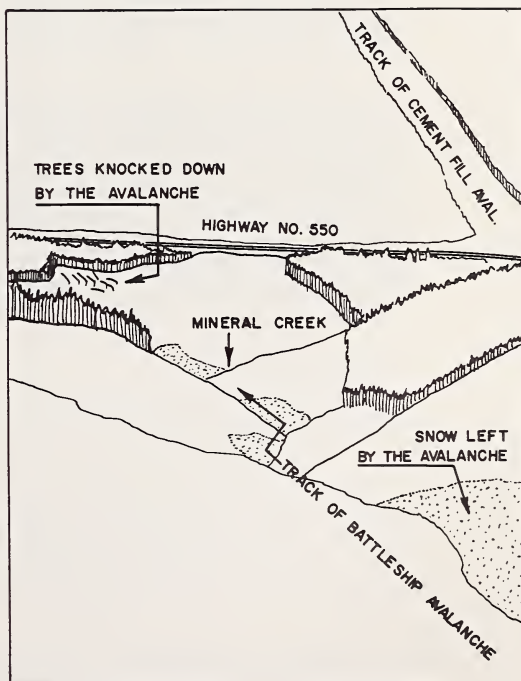 TRACK OF CEMENT FILL AVAL.
TREES KNOCKED DOWN
BY THE AVALANCHE
HIGHWAY NO. 550
MINERAL CREEK
SNOW LEFT
BY THE AVALANCHE
TRACK OF BATTLESHIP AVALANCHE